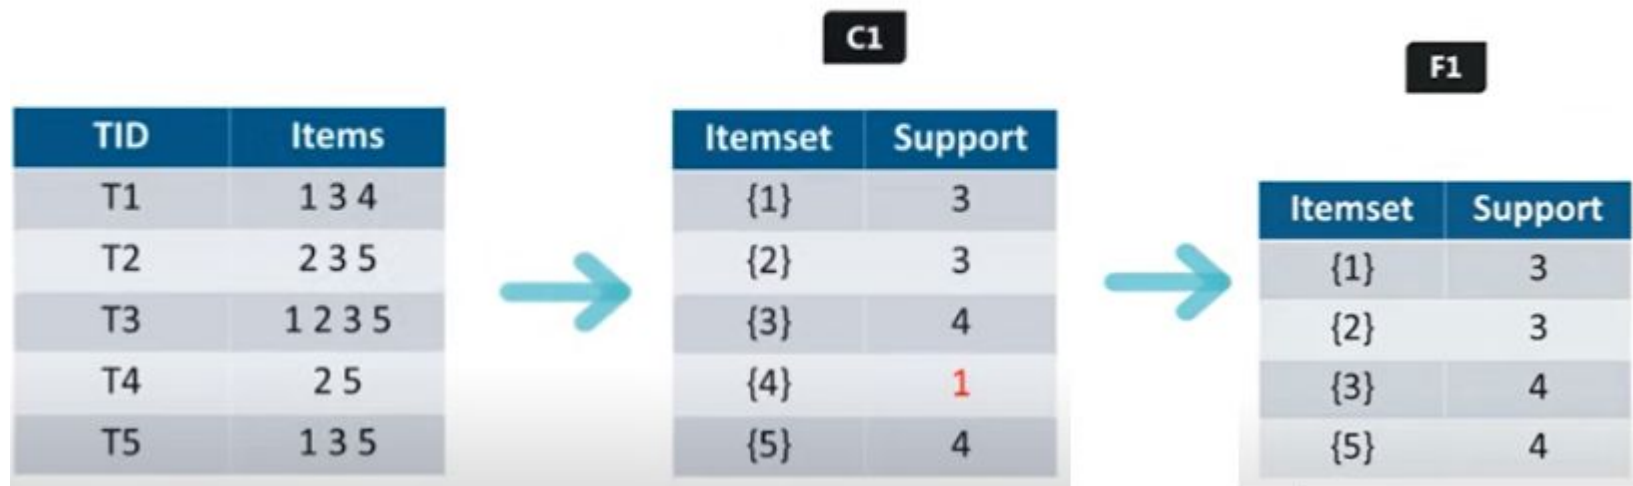 C1
F1
TID Items
T1 1 3 4
T2 2 3 5
T3 1 2 3 5
T4 2 5
T5 1 3 5
Itemset Support
{1} 3
{2} 3
{3} 4
{4} 1
{5} 4
Itemset Support
{1} 3
{2} 3
{3} 4
{5} 4